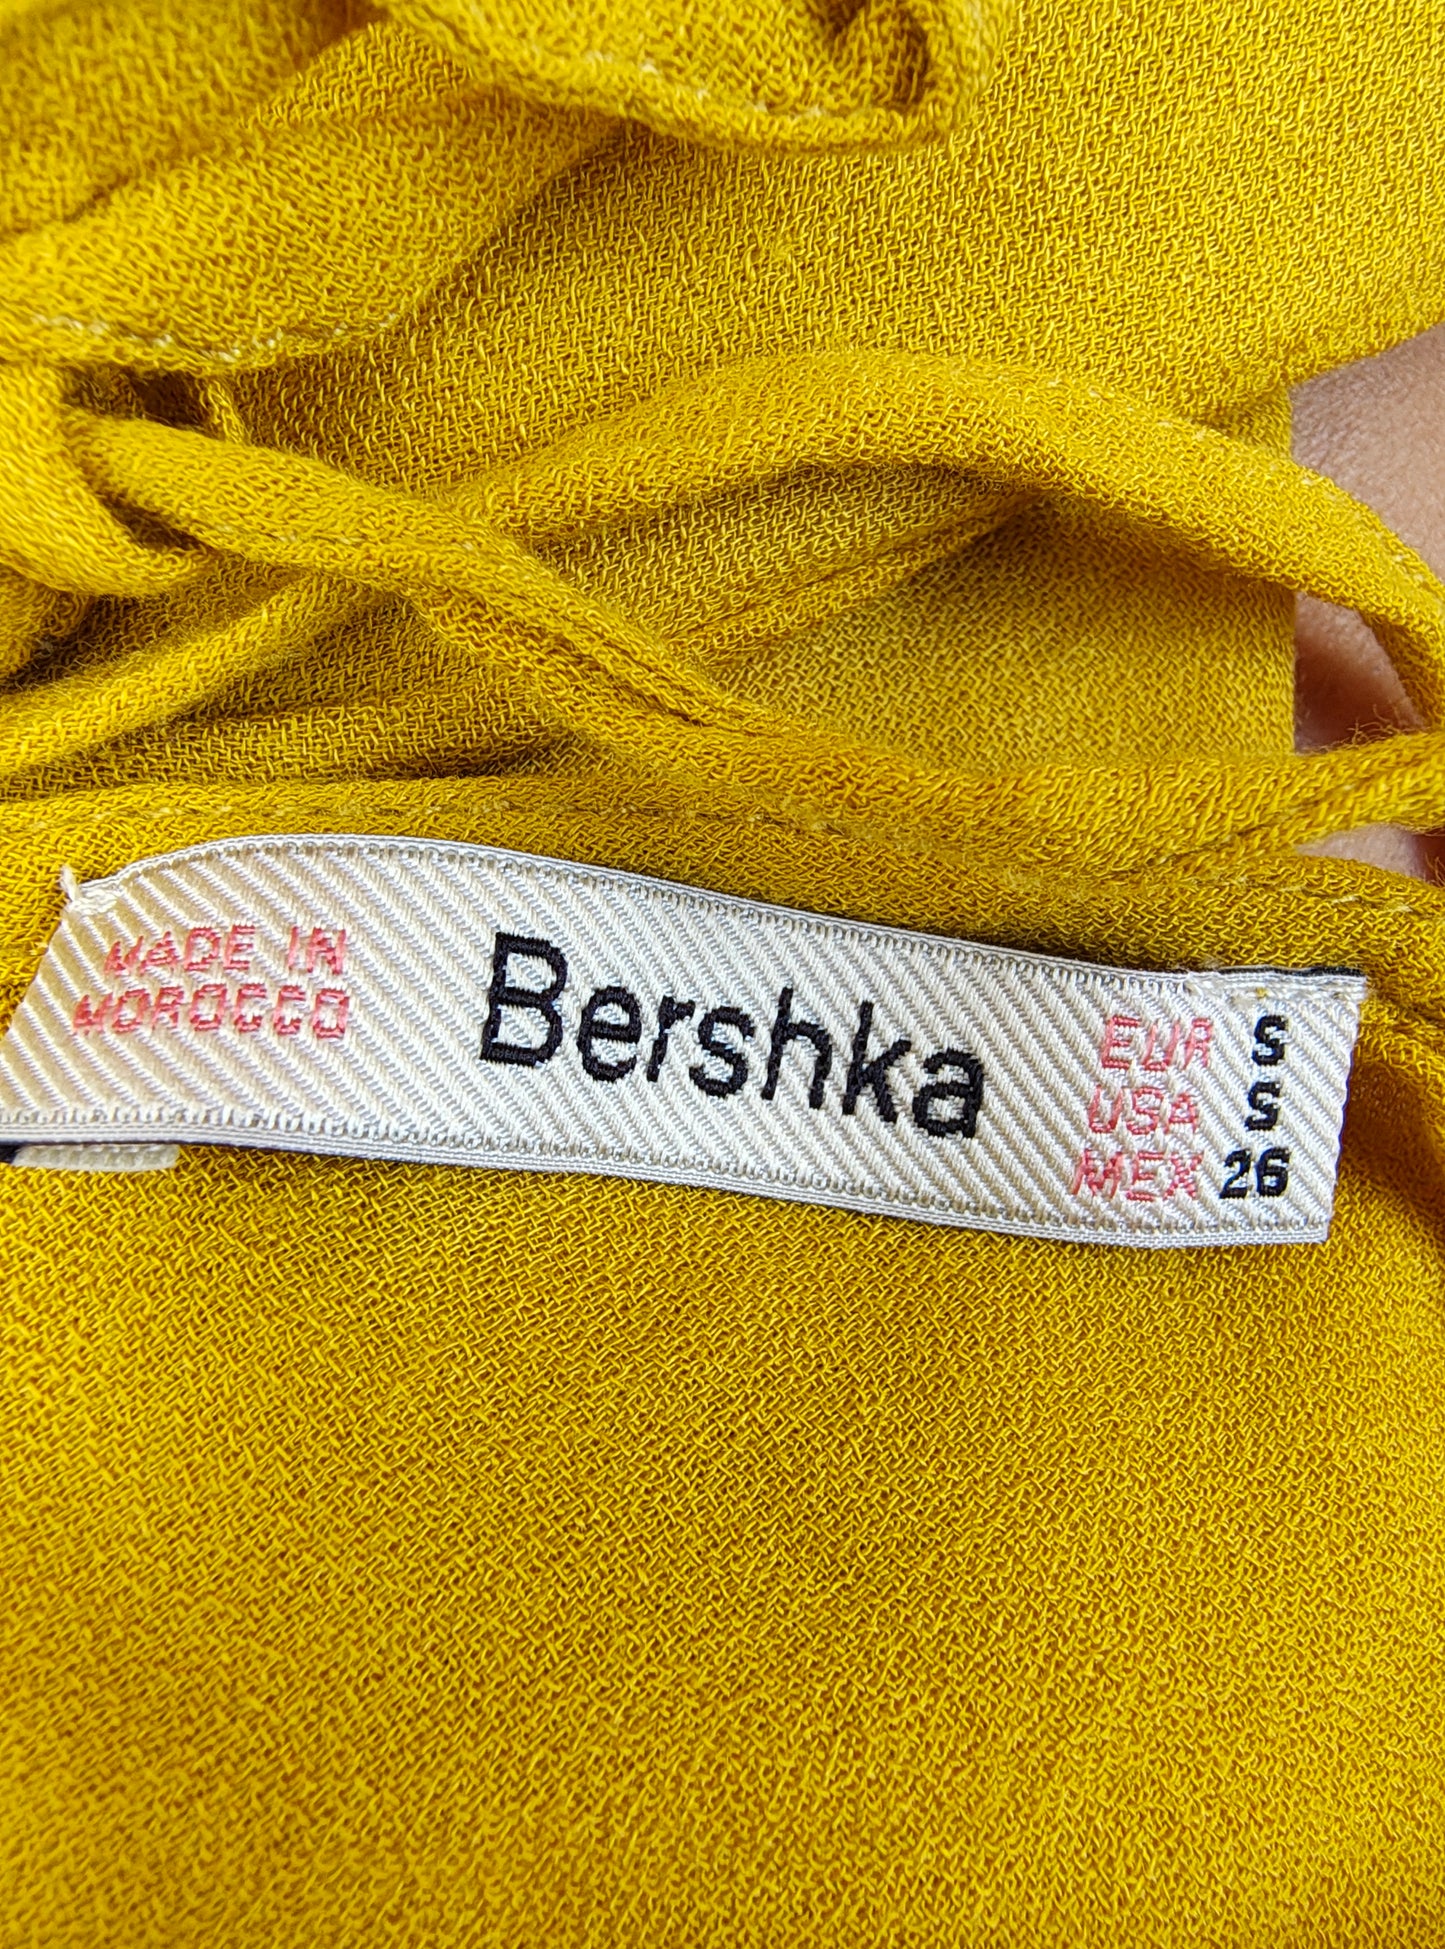 MADE IN
MOROCCO
Bershka
EUR S
USA S
MEX 26